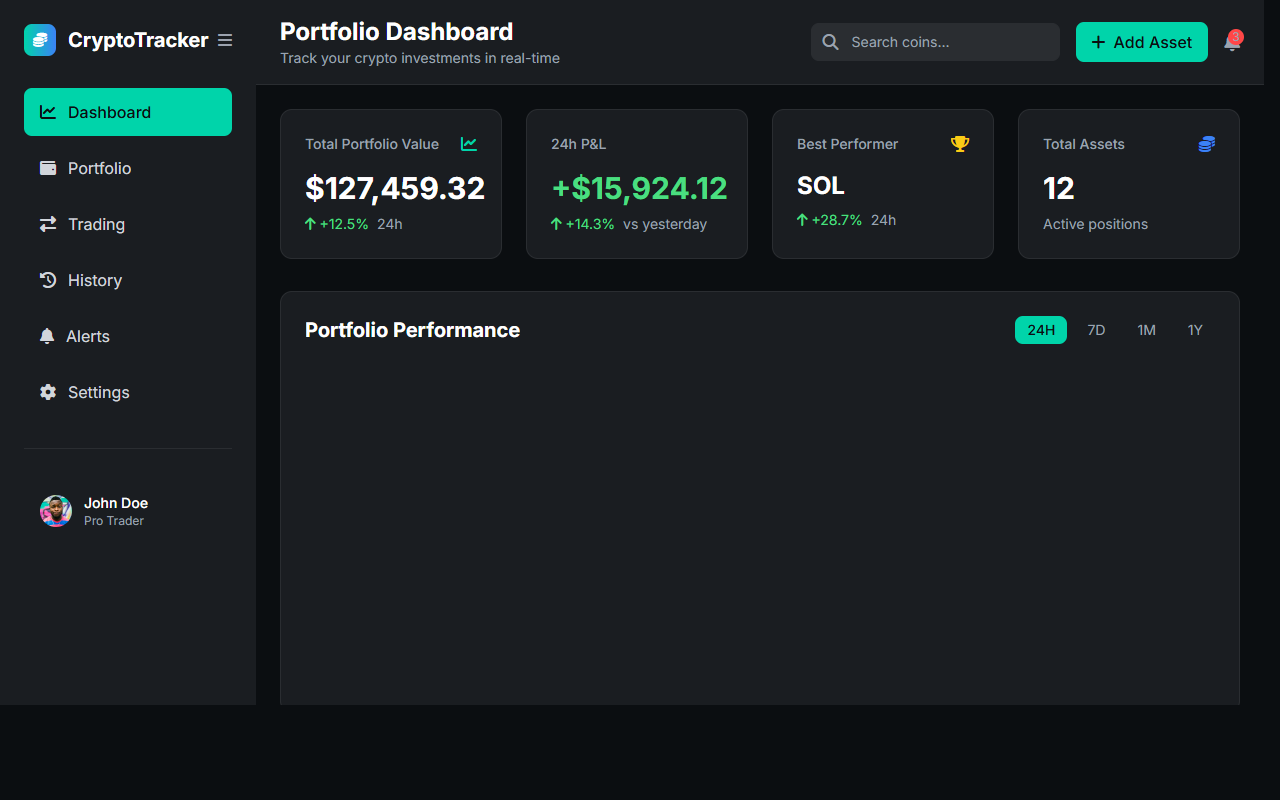 CryptoTracker
Dashboard
Portfolio
Trading
History
Alerts
Settings
John Doe
Pro Trader
Portfolio Dashboard
Track your crypto investments in real-time
Search coins...
Add Asset
3
Total Portfolio Value
$127,459.32
+12.5% 24h
24h P&L
+$15,924.12
+14.3% vs yesterday
Best Performer
SOL
+28.7% 24h
Total Assets
12
Active positions
Portfolio Performance
24H 7D 1M 1Y